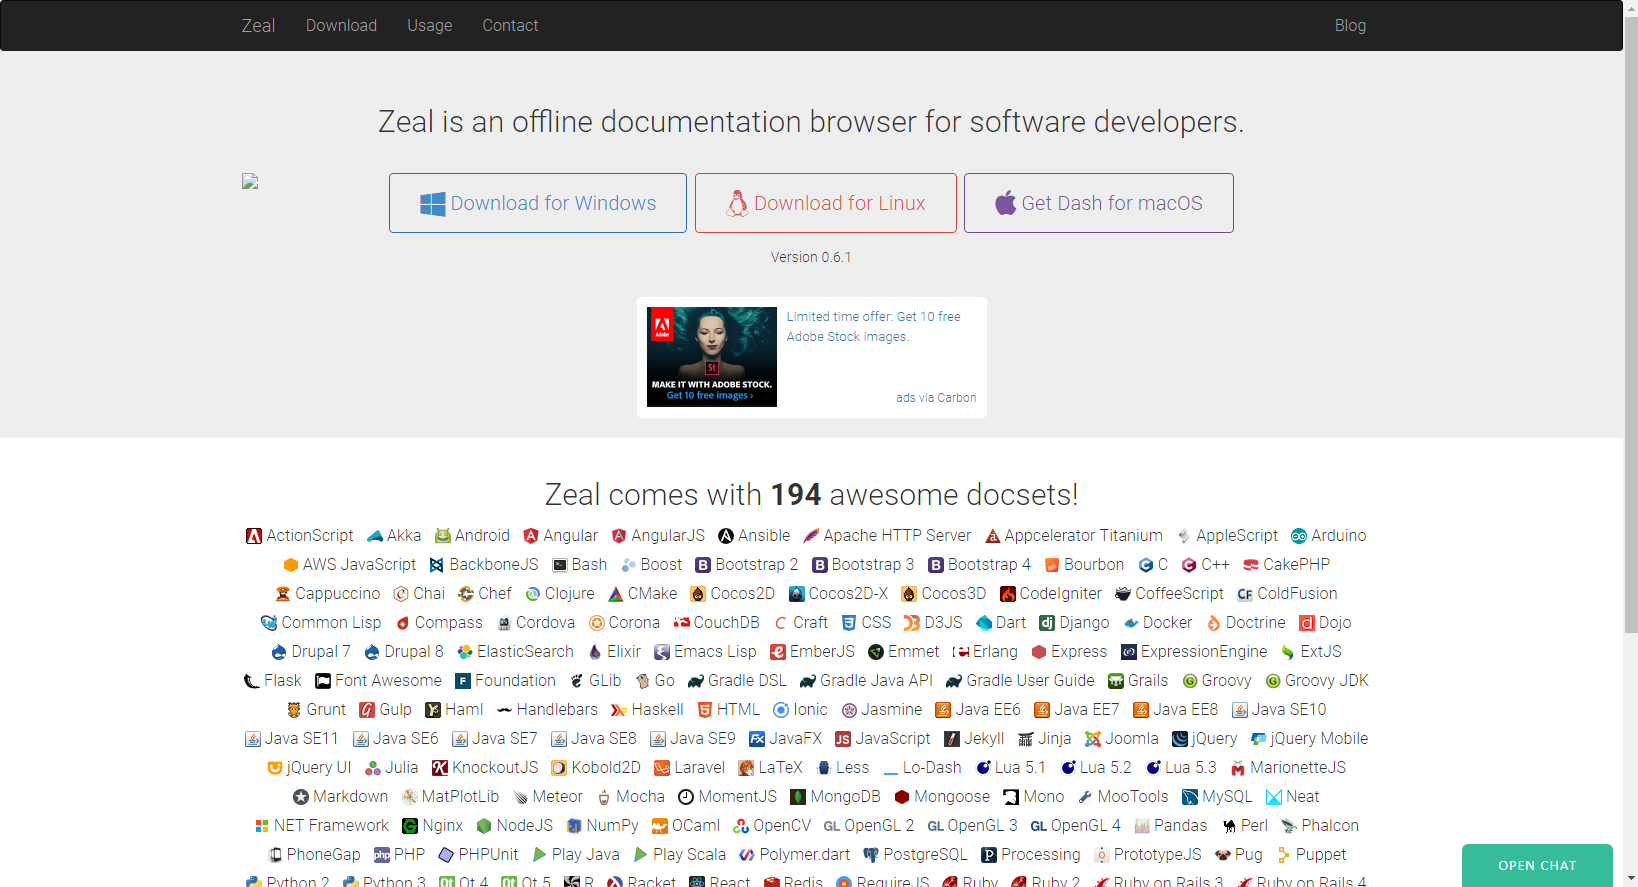 Zeal Download Usage Contact Blog
Zeal is an offline documentation browser for software developers.
Download for Windows Download for Linux Get Dash for macOS
Version 0.6.1
Limited time offer: Get 10 free
Adobe Stock images.
Adobe
St
MAKE IT WITH ADOBE STOCK.
Get 10 free images ›
ads via Carbon
Zeal comes with 194 awesome docsets!
ActionScript Akka Android Angular AngularJS Ansible Apache HTTP Server Appcelerator Titanium AppleScript Arduino
AWS JavaScript BackboneJS Bash Boost Bootstrap 2 Bootstrap 3 Bootstrap 4 Bourbon C C++ CakePHP
Cappuccino Chai Chef Clojure CMake Cocos2D Cocos2D-X Cocos3D CodeIgniter CoffeeScript ColdFusion
Common Lisp Compass Cordova Corona CouchDB Craft CSS D3JS Dart Django Docker Doctrine Dojo
Drupal 7 Drupal 8 ElasticSearch Elixir Emacs Lisp EmberJS Emmet Erlang Express ExpressionEngine ExtJS
Flask Font Awesome Foundation GLib Go Gradle DSL Gradle Java API Gradle User Guide Grails Groovy Groovy JDK
Grunt Gulp Haml Handlebars Haskell HTML Ionic Jasmine Java EE6 Java EE7 Java EE8 Java SE10
Java SE11 Java SE6 Java SE7 Java SE8 Java SE9 JavaFX JavaScript Jekyll Jinja Joomla jQuery jQuery Mobile
jQuery UI Julia KnockoutJS Kobold2D Laravel LaTeX Less Lo-Dash Lua 5.1 Lua 5.2 Lua 5.3 MarionetteJS
Markdown MatPlotLib Meteor Mocha MomentJS MongoDB Mongoose Mono MooTools MySQL Neat
NET Framework Nginx NodeJS NumPy OCaml OpenCV OpenGL 2 OpenGL 3 OpenGL 4 Pandas Perl Phalcon
PhoneGap PHP PHPUnit Play Java Play Scala Polymer.dart PostgreSQL Processing PrototypeJS Pug Puppet
Python 2 Python 3 Qt 4 Qt 5 R Racket React Redis RequireJS Ruby Ruby 2 Ruby on Rails 3 Ruby on Rails 4
OPEN CHAT